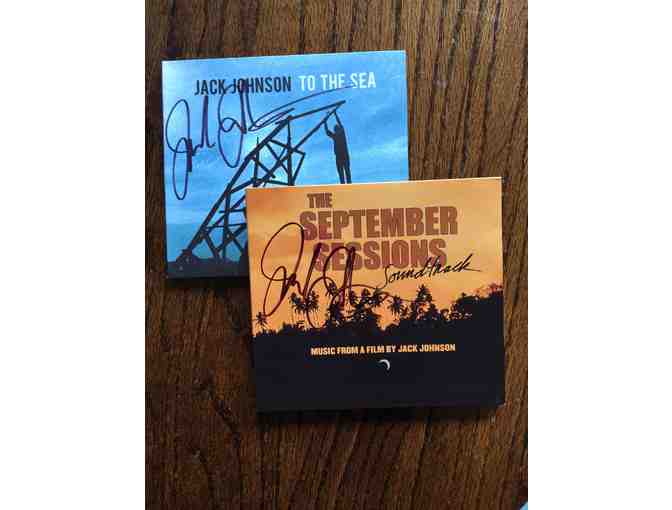 JACK JOHNSON TO THE SEA
THE
SEPTEMBER
SESSIONS
Soundtrack
MUSIC FROM A FILM BY JACK JOHNSON